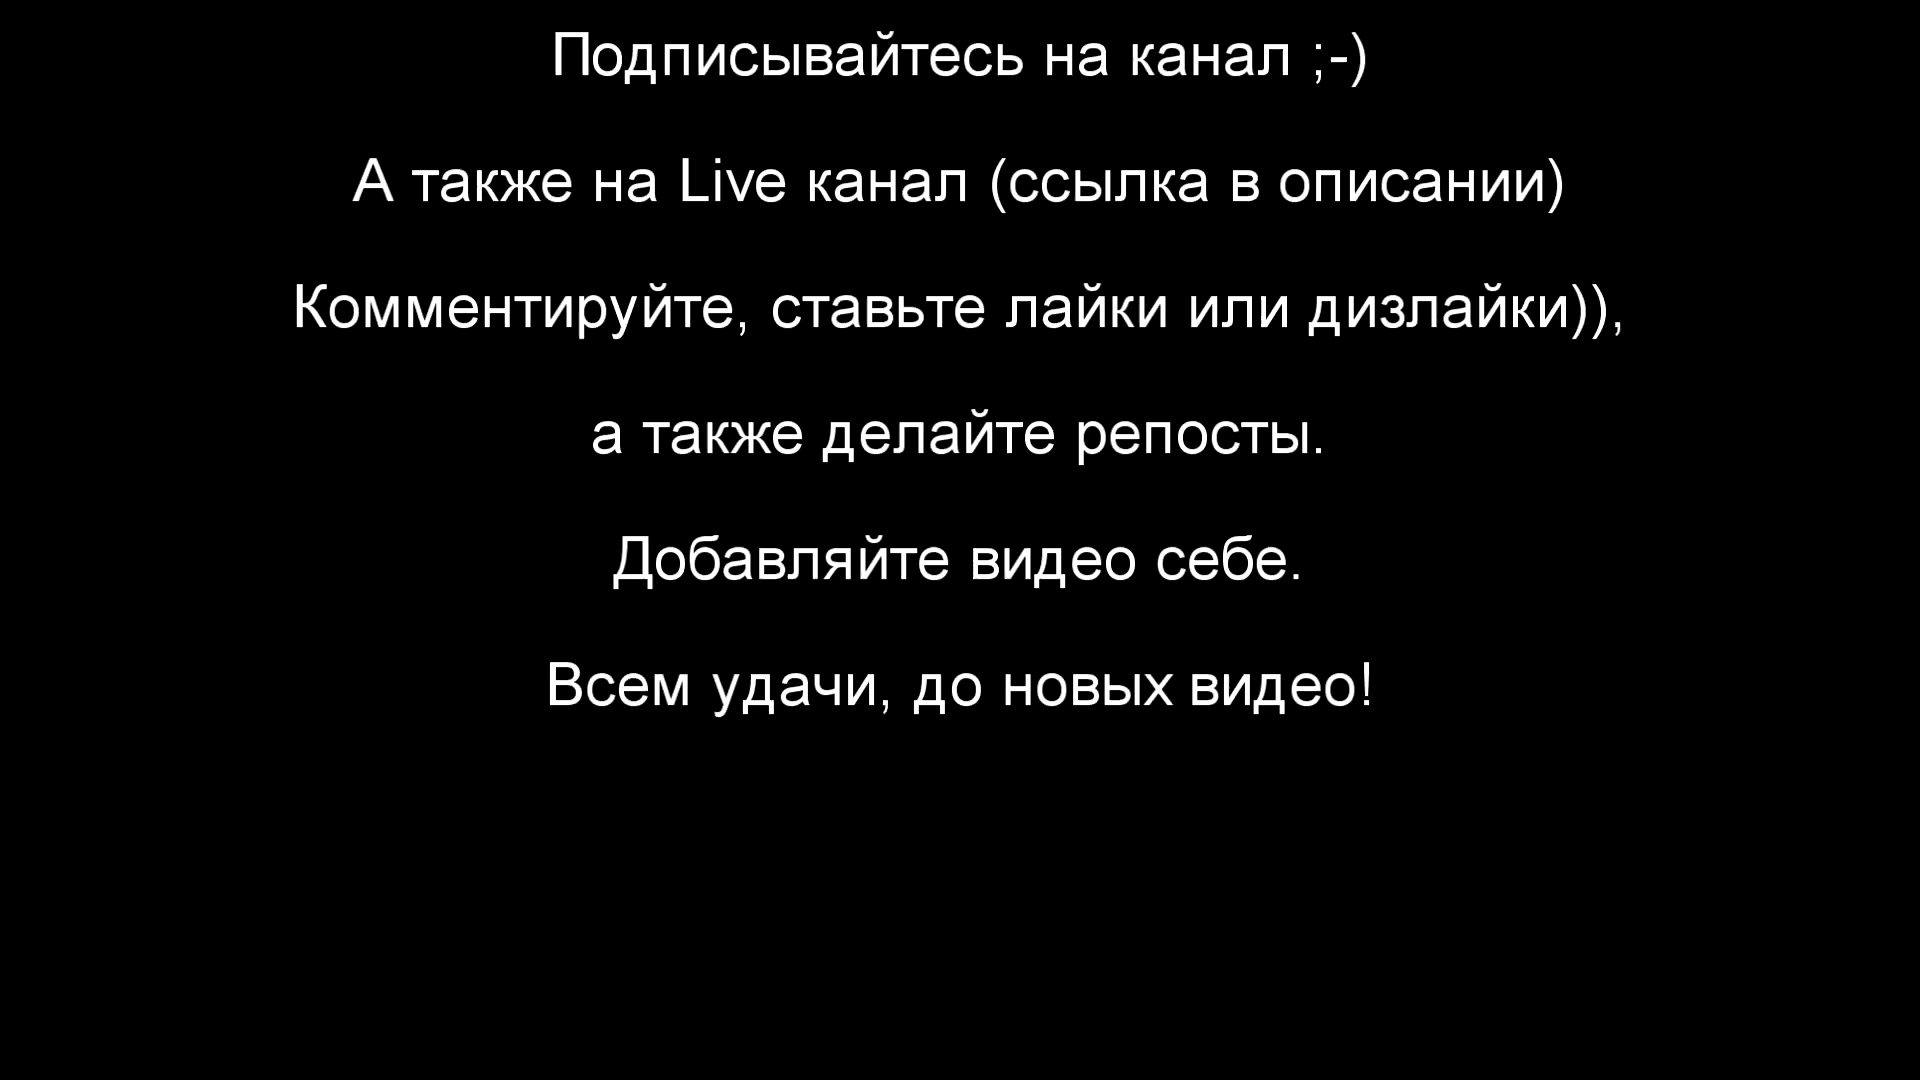 Подписывайтесь на канал ;-)
А также на Live канал (ссылка в описании)
Комментируйте, ставьте лайки или дизлайки)),
а также делайте репосты.
Добавляйте видео себе.
Всем удачи, до новых видео!